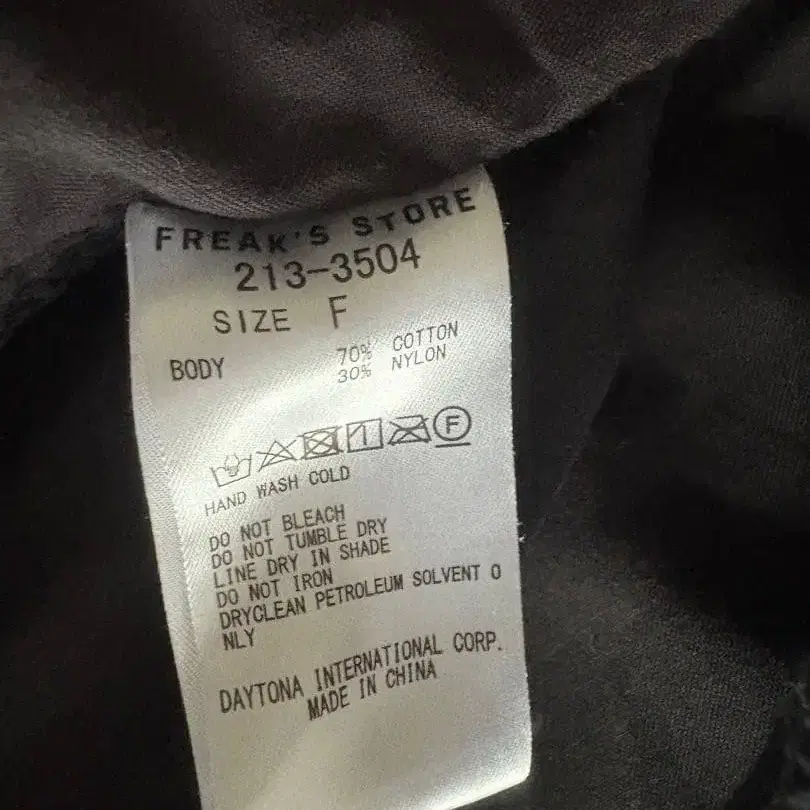 FREAK'S STORE
213-3504
SIZE F
BODY 70% COTTON
30% NYLON
F
HAND WASH COLD
DO NOT BLEACH
DO NOT TUMBLE DRY
LINE DRY IN SHADE
DO NOT IRON
DRYCLEAN PETROLEUM SOLVENT O
NLY
DAYTONA INTERNATIONAL CORP.
MADE IN CHINA